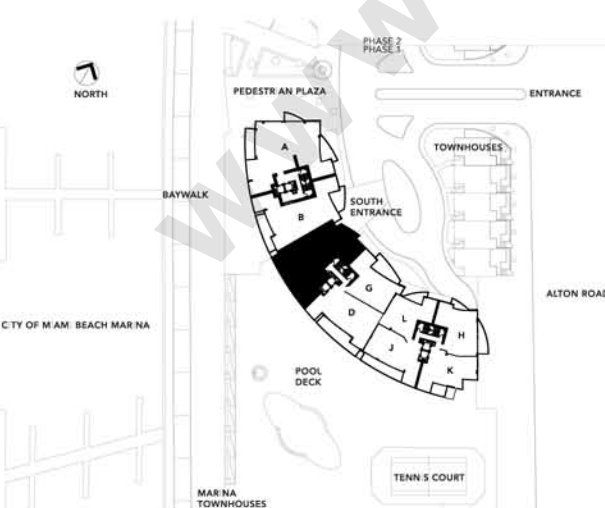 PHASE 2
PHASE 1
NORTH
PEDESTRIAN PLAZA
ENTRANCE
A
TOWNHOUSES
BAYWALK
SOUTH
ENTRANCE
B
G
ALTON ROAD
D
L
H
CITY OF MIAMI BEACH MARINA
J
K
POOL
DECK
TENNIS COURT
MARINA
TOWNHOUSES
WWW